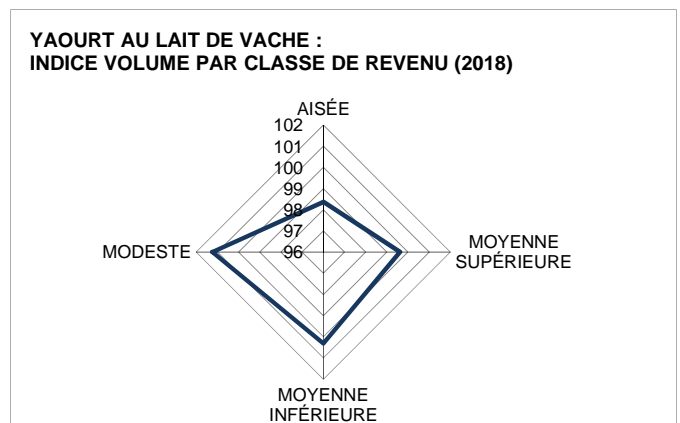 YAOURT AU LAIT DE VACHE :
INDICE VOLUME PAR CLASSE DE REVENU (2018)
AISÉE
102
101
100
99
98
97
96
MODESTE
MOYENNE
SUPÉRIEURE
MOYENNE
INFÉRIEURE